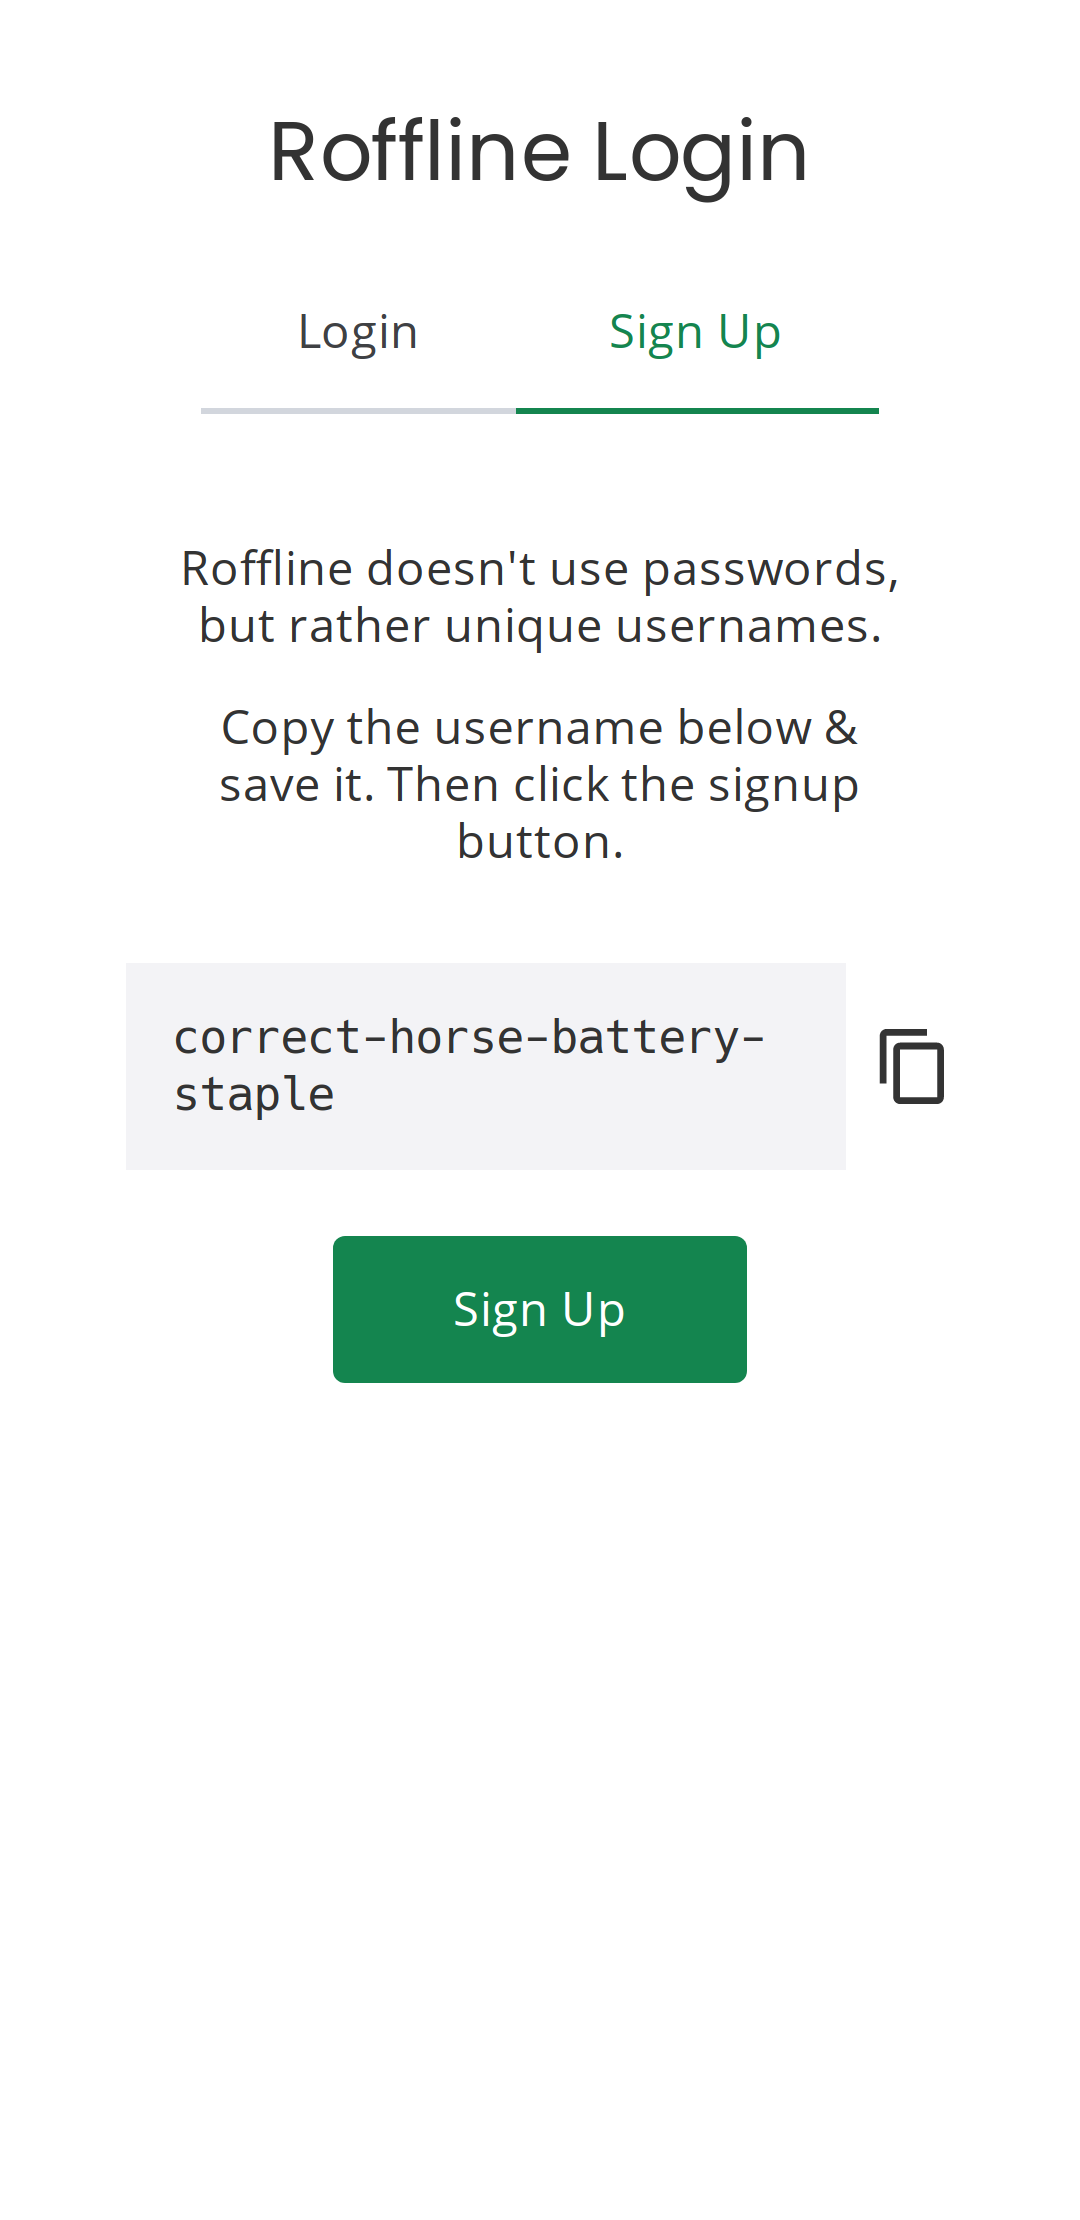 Roffline Login
Login
Sign Up
Roffline doesn't use passwords,
but rather unique usernames.
Copy the username below &
save it. Then click the signup
button.
correct-horse-battery-
staple
Sign Up